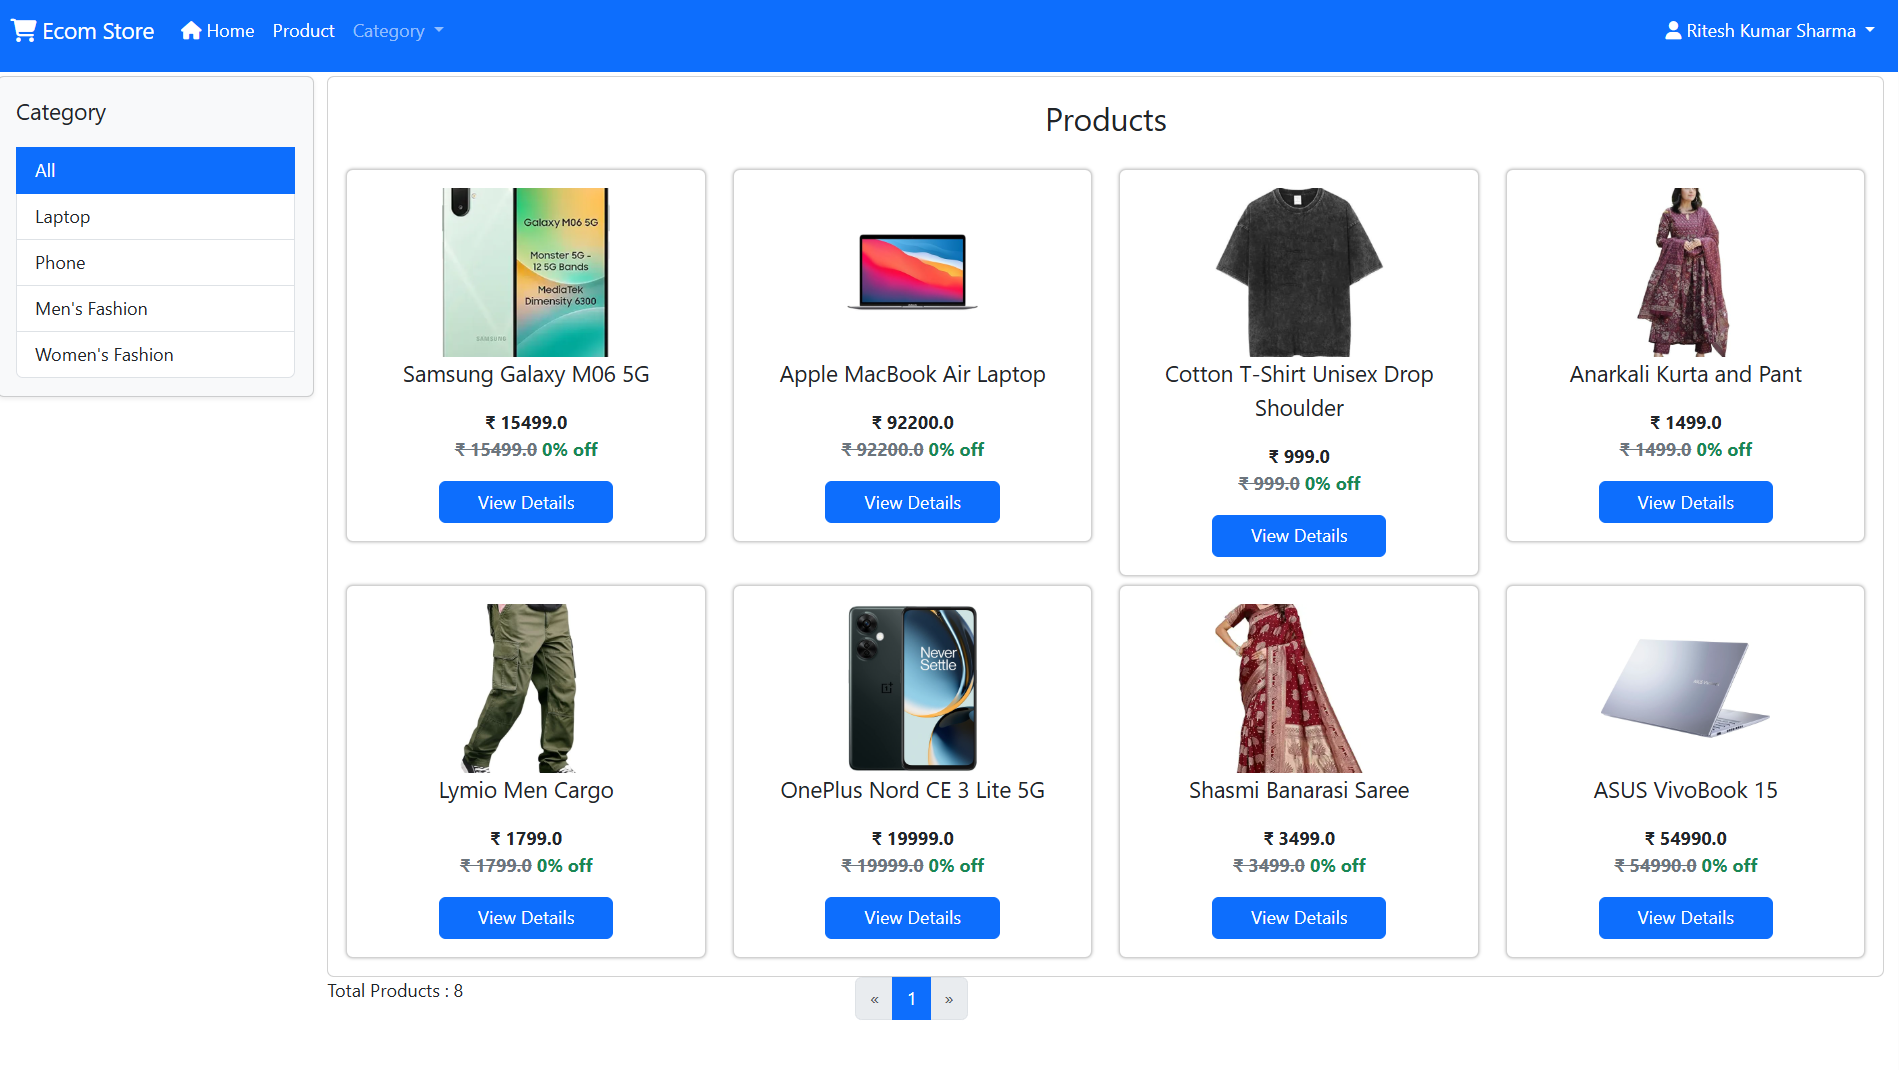 Ecom Store Home Product Category Ritesh Kumar Sharma
Category
All
Laptop
Phone
Men's Fashion
Women's Fashion
Products
Galaxy M06 5G
Monster 5G -
12 5G Bands
MediaTek
Dimensity 6300
SAMSUNG
Samsung Galaxy M06 5G
₹ 15499.0
₹ 15499.0 0% off
View Details
Apple MacBook Air Laptop
₹ 92200.0
₹ 92200.0 0% off
View Details
Cotton T-Shirt Unisex Drop
Shoulder
₹ 999.0
₹ 999.0 0% off
View Details
Anarkali Kurta and Pant
₹ 1499.0
₹ 1499.0 0% off
View Details
Lymio Men Cargo
₹ 1799.0
₹ 1799.0 0% off
View Details
Never
Settle
OnePlus Nord CE 3 Lite 5G
₹ 19999.0
₹ 19999.0 0% off
View Details
Shasmi Banarasi Saree
₹ 3499.0
₹ 3499.0 0% off
View Details
ASUS VivoBook 15
₹ 54990.0
₹ 54990.0 0% off
View Details
Total Products : 8
« 1 »